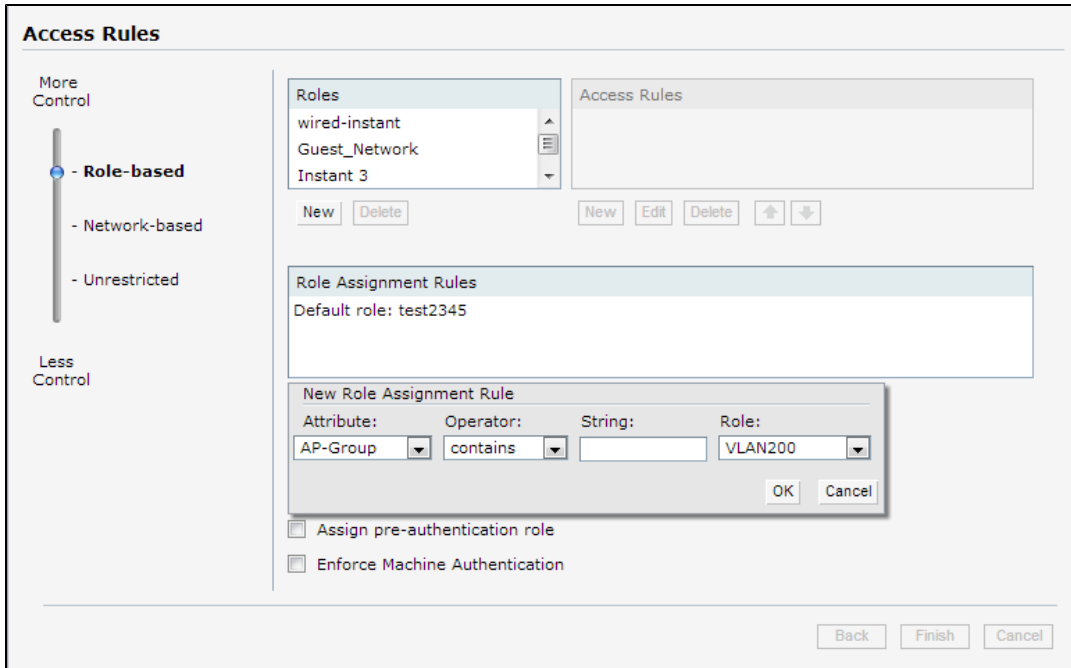 Access Rules
More
Control
- Role-based
- Network-based
- Unrestricted
Less
Control
Roles
wired-instant
Guest_Network
Instant 3
New Delete
Access Rules
New Edit Delete
Role Assignment Rules
Default role: test2345
New Role Assignment Rule
Attribute: Operator: String: Role:
AP-Group contains VLAN200
OK Cancel
Assign pre-authentication role
Enforce Machine Authentication
Back Finish Cancel